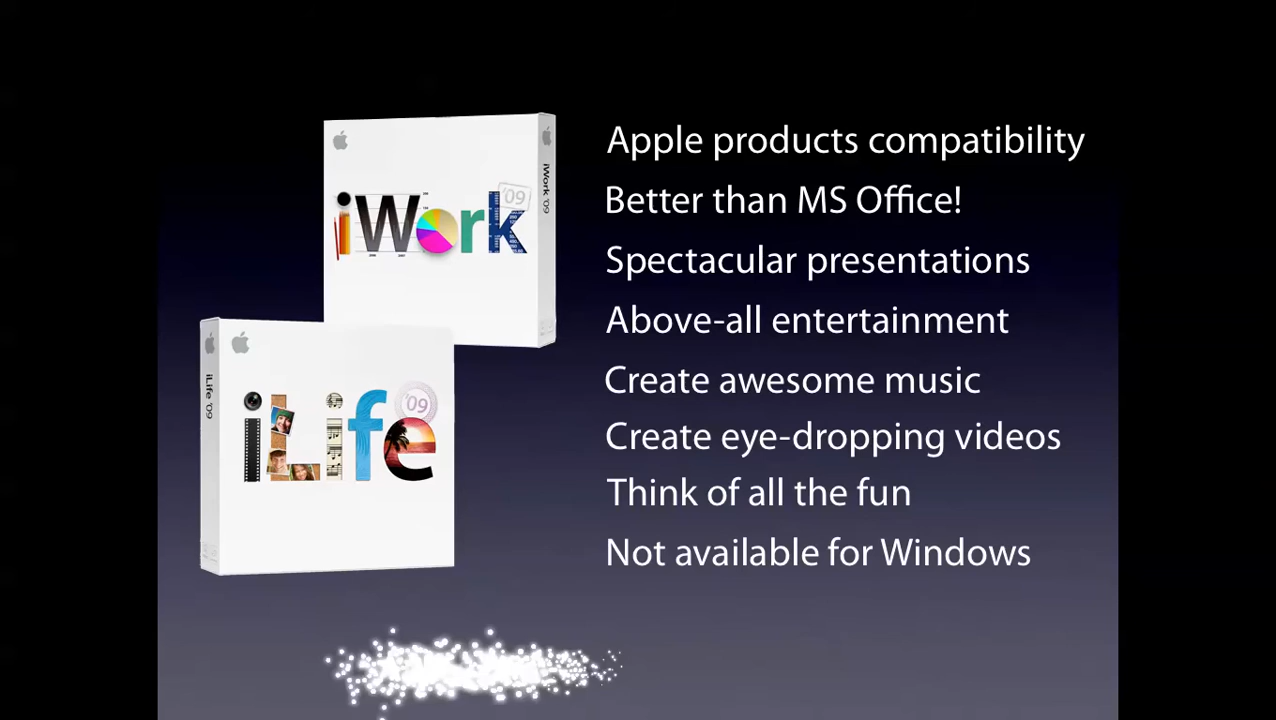 iWork
'09
iWork '09
iLife '09
iLife
'09
Apple products compatibility
Better than MS Office!
Spectacular presentations
Above-all entertainment
Create awesome music
Create eye-dropping videos
Think of all the fun
Not available for Windows